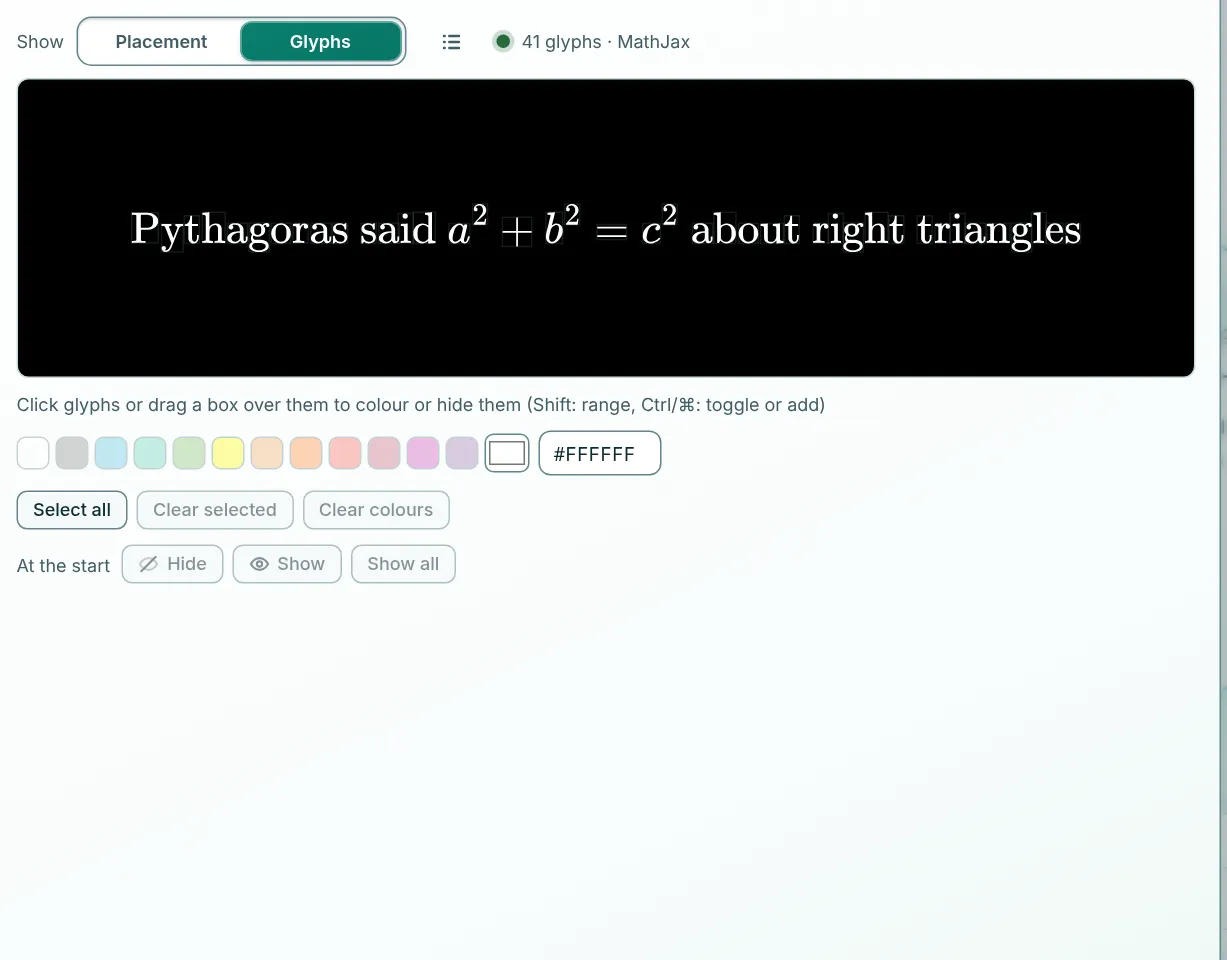 Show Placement Glyphs 41 glyphs · MathJax
Pythagoras said a² + b² = c² about right triangles
Click glyphs or drag a box over them to colour or hide them (Shift: range, Ctrl/⌘: toggle or add)
#FFFFFF
Select all Clear selected Clear colours
At the start Hide Show Show all